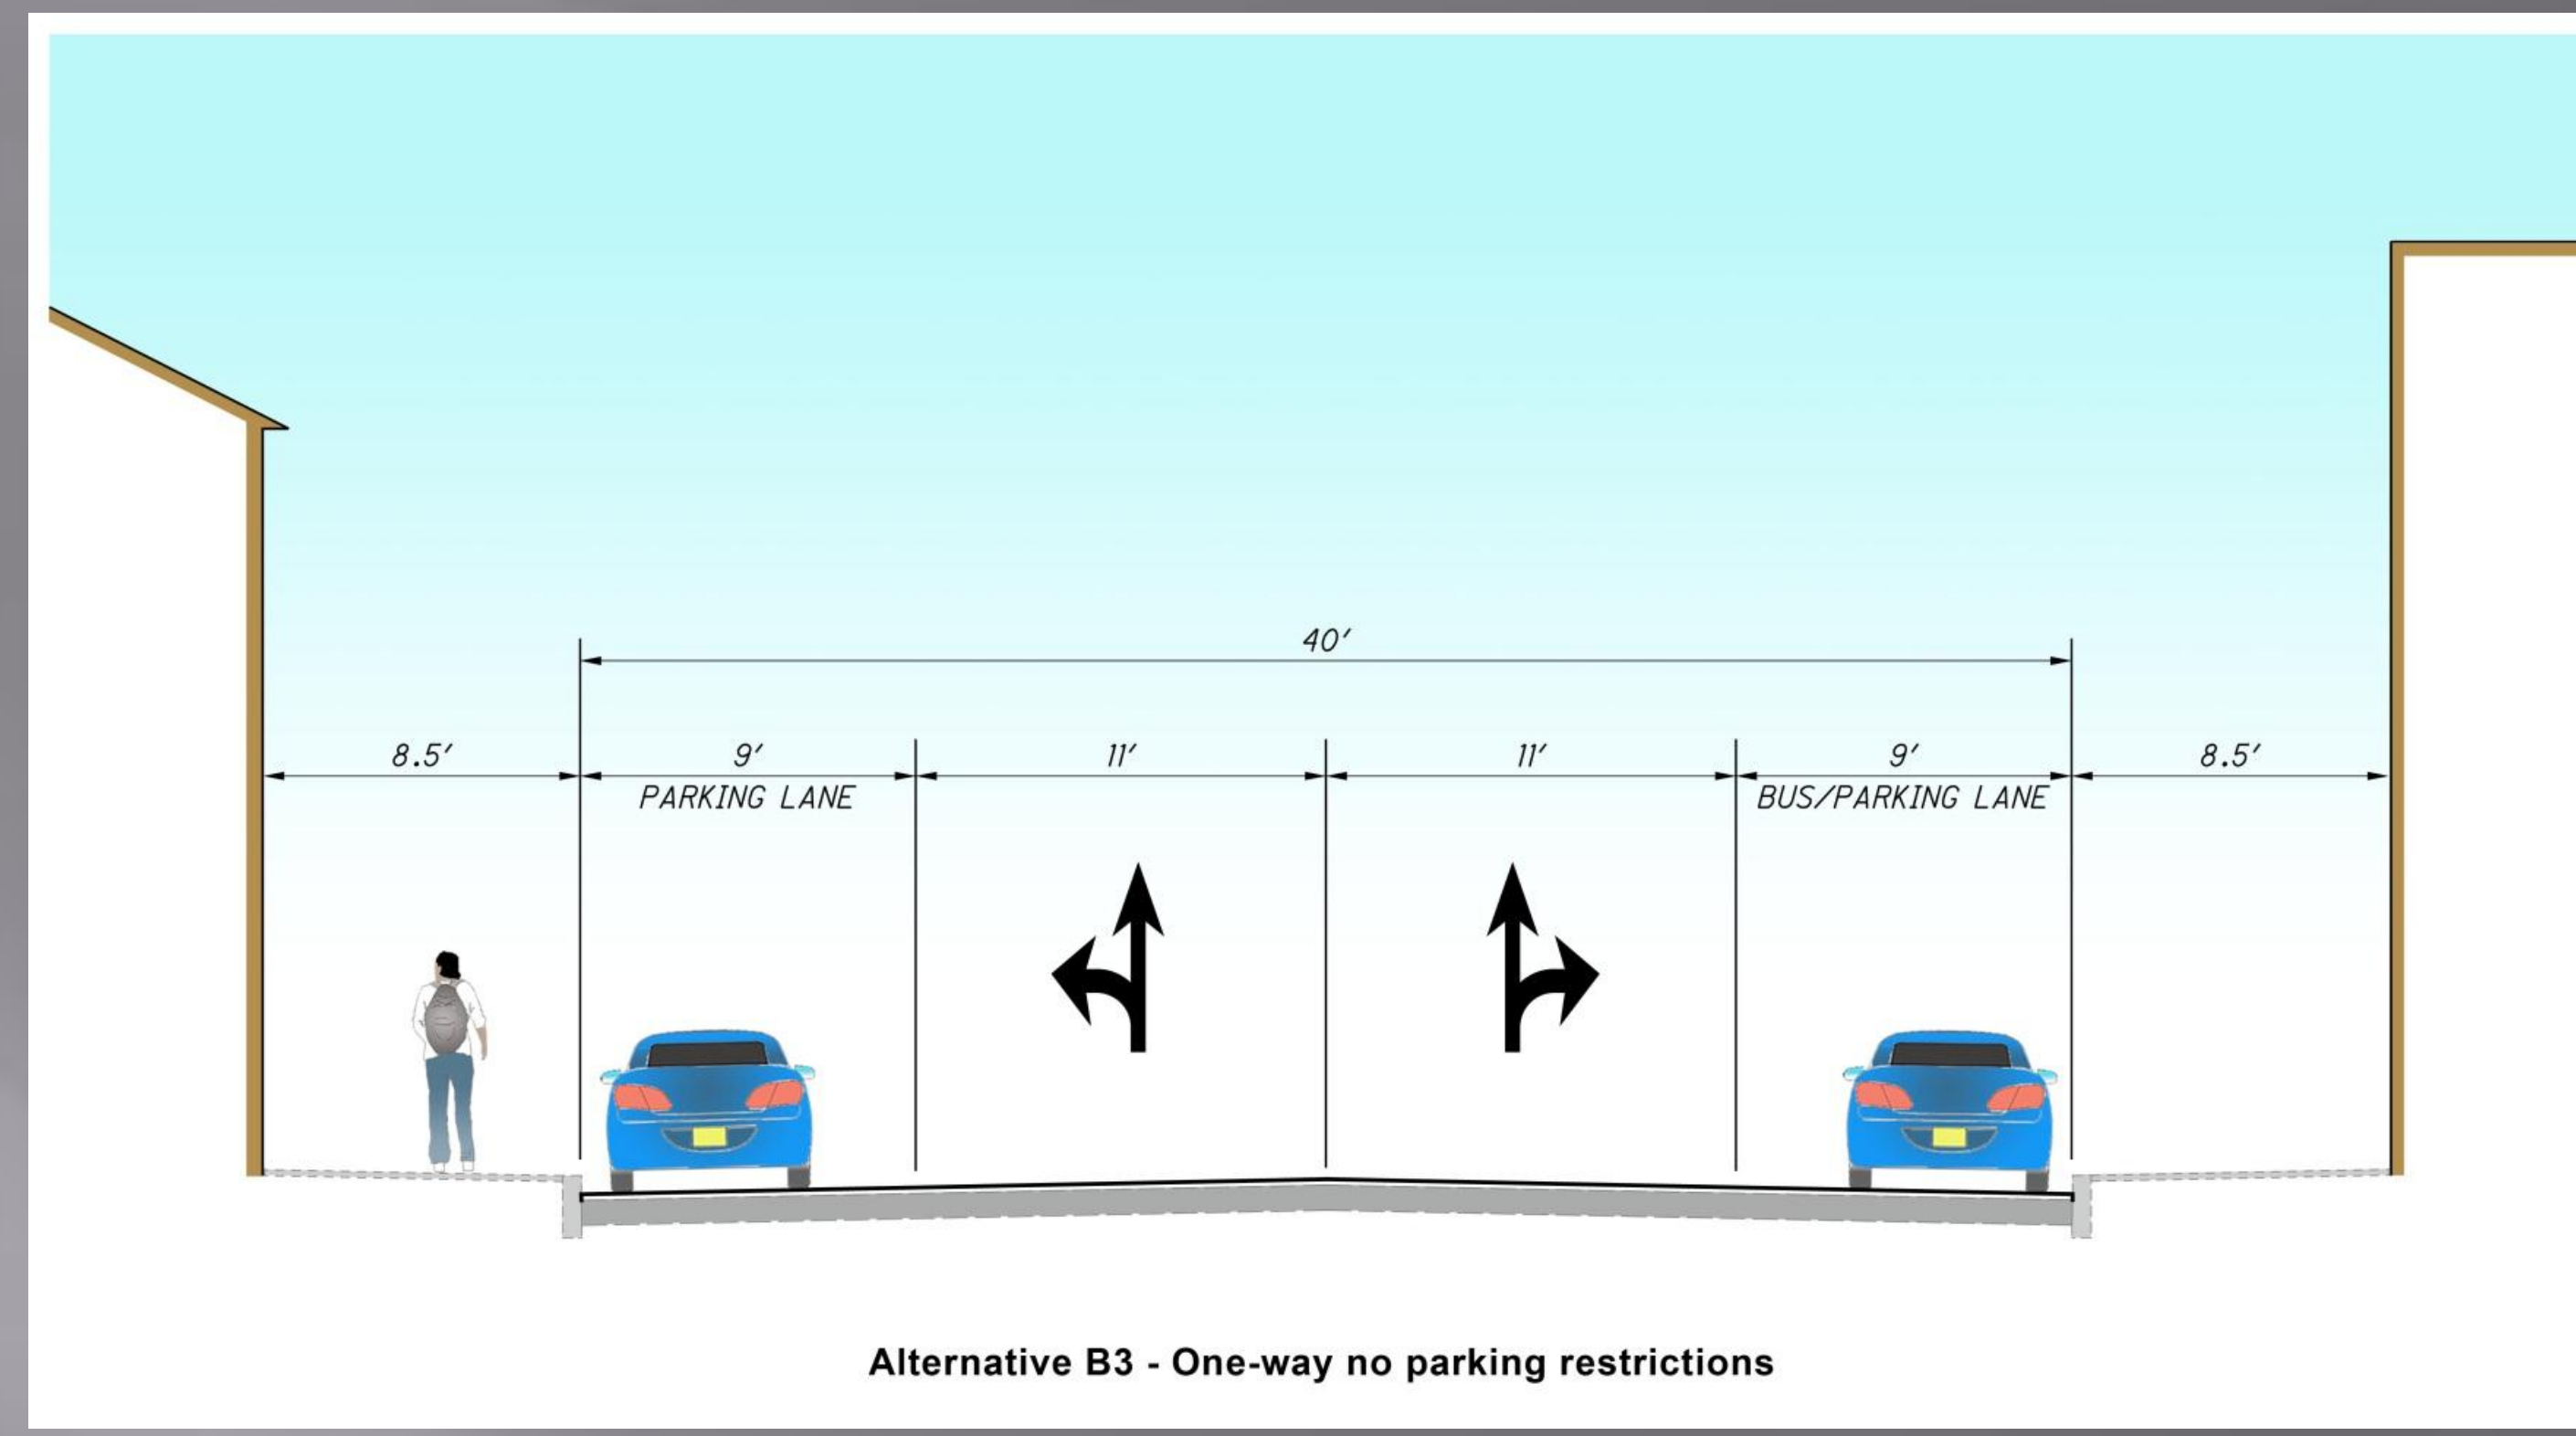 40'
8.5'
9'
11'
11'
9'
8.5'
PARKING LANE
BUS/PARKING LANE
Alternative B3 - One-way no parking restrictions